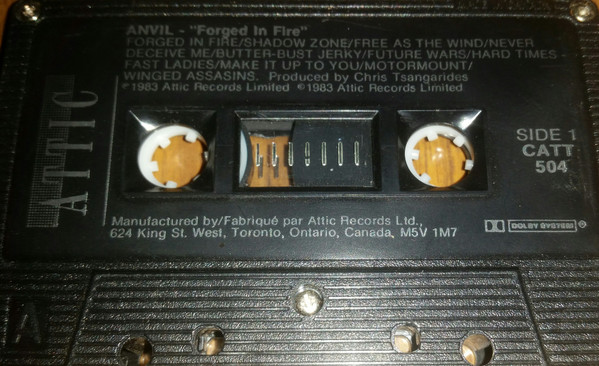 ANVIL - "Forged In Fire"
FORGED IN FIRE/SHADOW ZONE/FREE AS THE WIND/NEVER
DECEIVE ME/BUTTER-BUST JERKY/FUTURE WARS/HARD TIMES -
FAST LADIES/MAKE IT UP TO YOU/MOTORMOUNT/
WINGED ASSASINS. Produced by Chris Tsangarides
℗1983 Attic Records Limited ©1983 Attic Records Limited
ATTIC
SIDE 1
CATT
504
Manufactured by/Fabriqué par Attic Records Ltd.,
624 King St. West, Toronto, Ontario, Canada, M5V 1M7
DOLBY SYSTEM
A